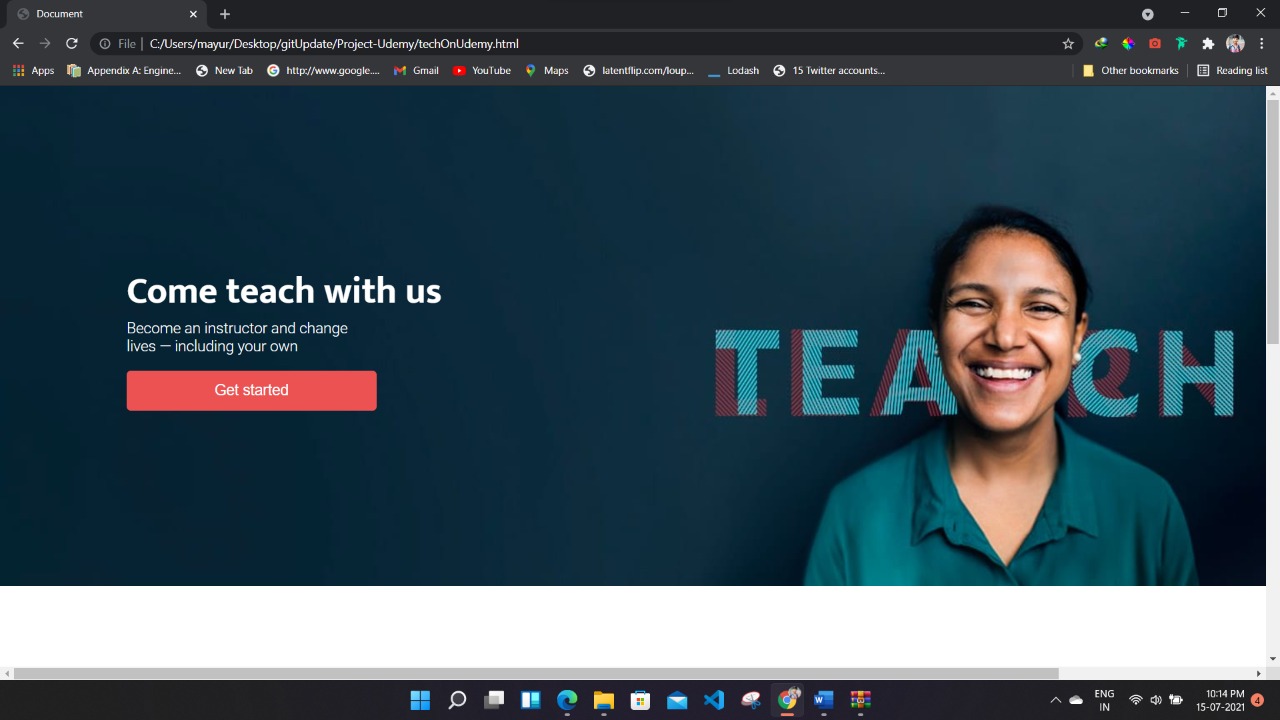 Document
File | C:/Users/mayur/Desktop/gitUpdate/Project-Udemy/techOnUdemy.html
Apps Appendix A: Engine... New Tab http://www.google.... Gmail YouTube Maps latentflip.com/loup... Lodash 15 Twitter accounts... Other bookmarks Reading list
Come teach with us
Become an instructor and change
lives — including your own
Get started
TEACH
ENG
IN
10:14 PM
15-07-2021
4